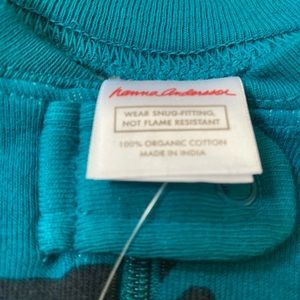 hanna andersson
WEAR SNUG-FITTING,
NOT FLAME RESISTANT
100% ORGANIC COTTON
MADE IN INDIA